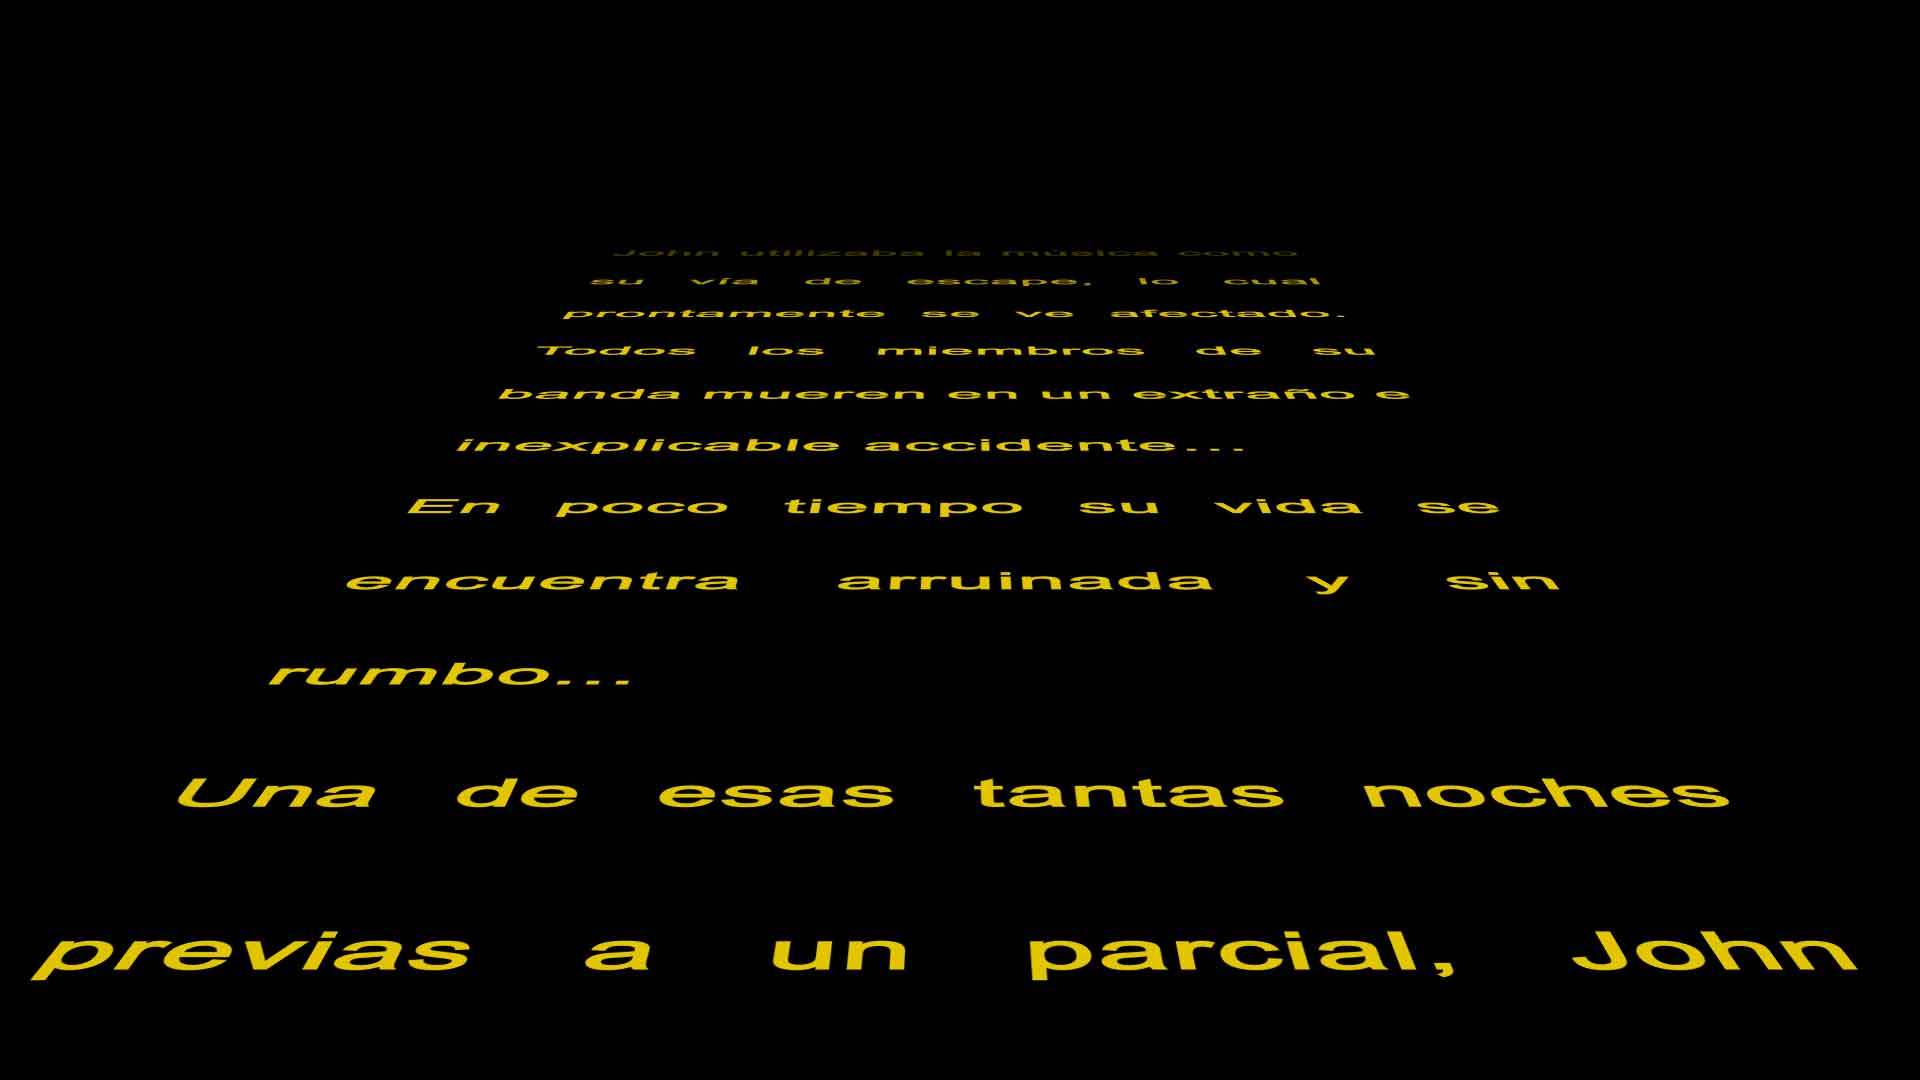 John utilizaba la música como
su vía de escape, lo cual
prontamente se ve afectado.
Todos los miembros de su
banda mueren en un extraño e
inexplicable accidente...
En poco tiempo su vida se
encuentra arruinada y sin
rumbo...
Una de esas tantas noches
previas a un parcial, John